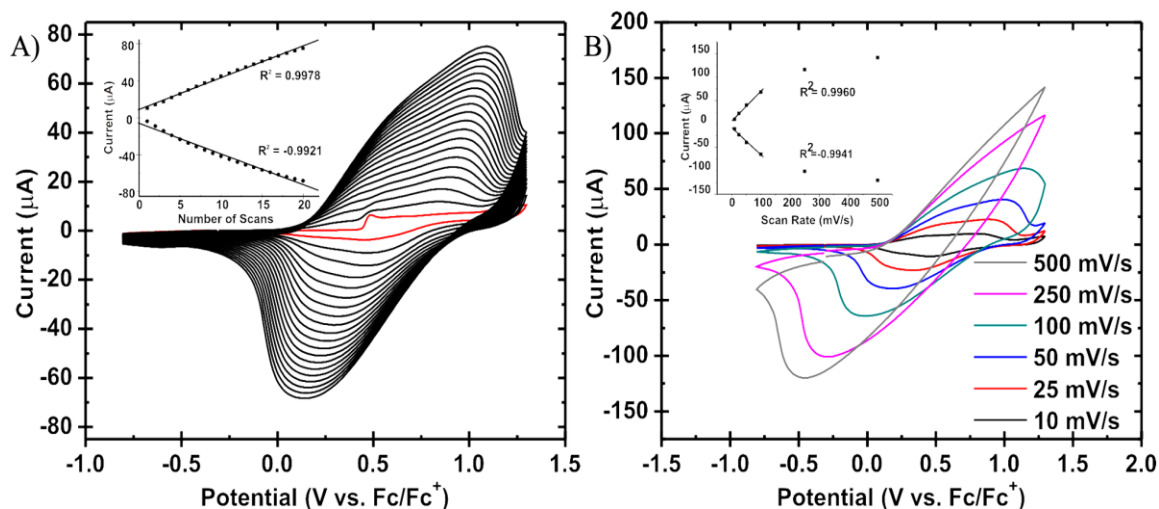 A)
Current (µA)
80
60
40
20
0
-20
-40
-60
-80
-1.0 -0.5 0.0 0.5 1.0 1.5
Potential (V vs. Fc/Fc+)
Current (µA)
80
40
0
-40
-80
0 5 10 15 20
Number of Scans
R² = 0.9978
R² = -0.9921
B)
Current (µA)
200
150
100
50
0
-50
-100
-150
-1.0 -0.5 0.0 0.5 1.0 1.5 2.0
Potential (V vs. Fc/Fc+)
Current (µA)
150
100
50
0
-50
-100
-150
0 100 200 300 400 500
Scan Rate (mV/s)
R²= 0.9960
R²=-0.9941
500 mV/s
250 mV/s
100 mV/s
50 mV/s
25 mV/s
10 mV/s